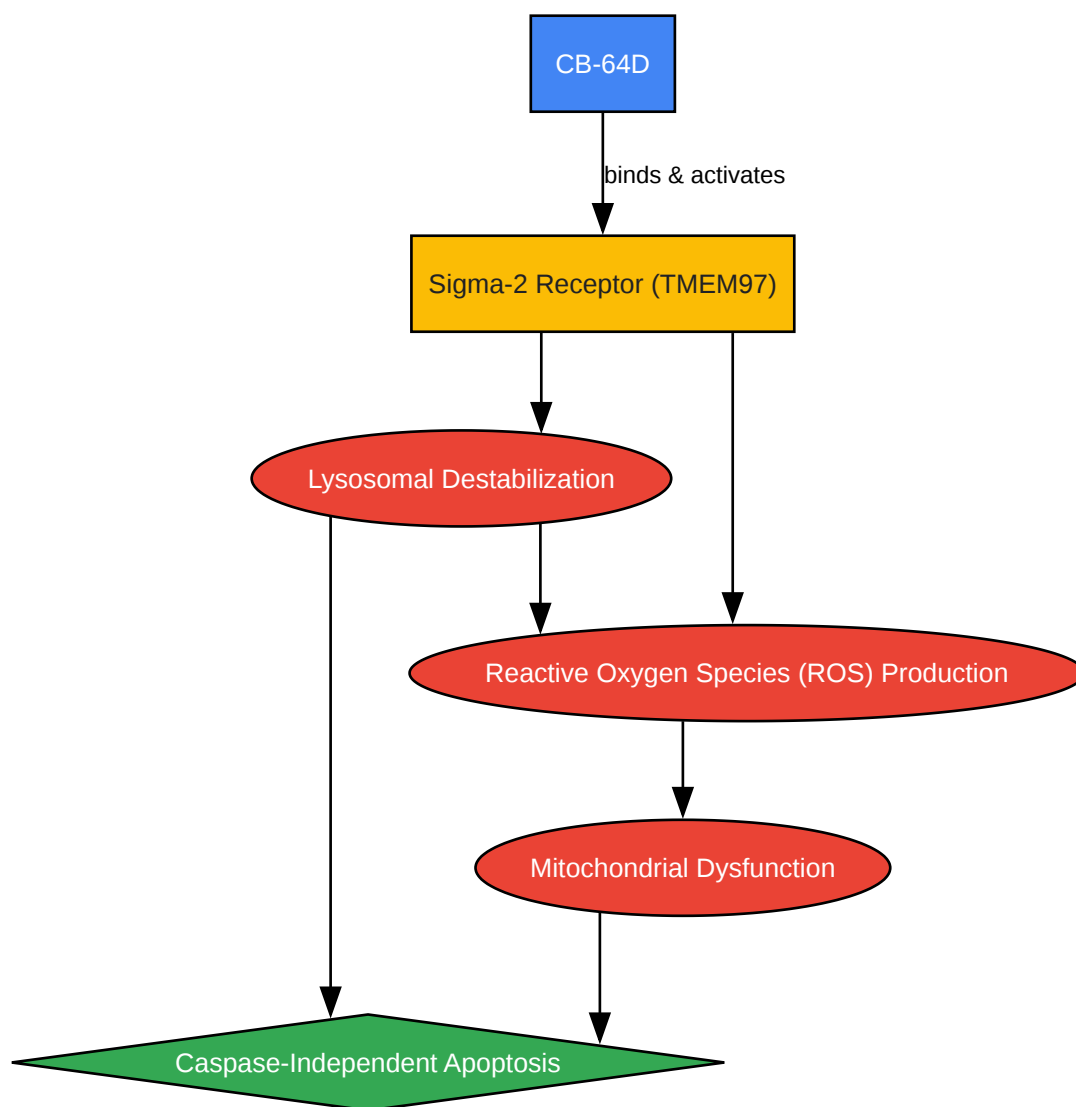 CB-64D
binds & activates
Sigma-2 Receptor (TMEM97)
Lysosomal Destabilization
Reactive Oxygen Species (ROS) Production
Mitochondrial Dysfunction
Caspase-Independent Apoptosis